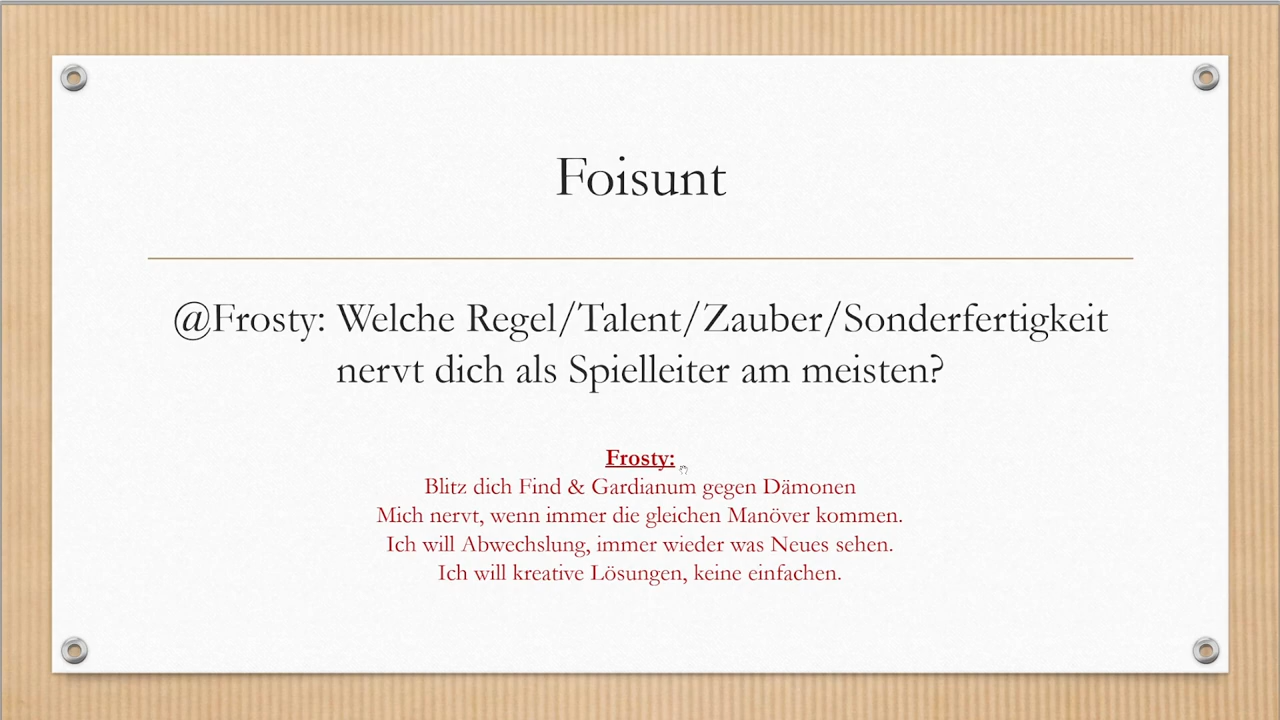 Foisunt
@Frosty: Welche Regel/Talent/Zauber/Sonderfertigkeit
nervt dich als Spielleiter am meisten?
Frosty:
Blitz dich Find & Gardianum gegen Dämonen
Mich nervt, wenn immer die gleichen Manöver kommen.
Ich will Abwechslung, immer wieder was Neues sehen.
Ich will kreative Lösungen, keine einfachen.